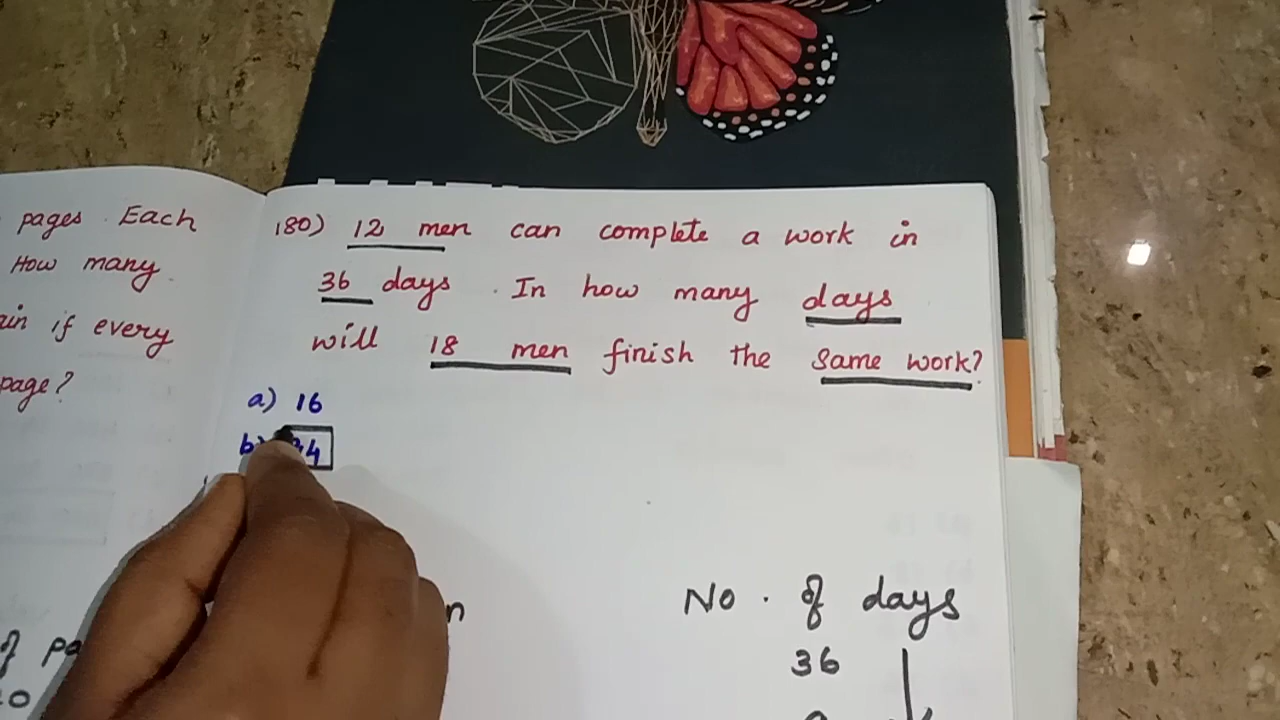 pages. Each
How many
if every
page?
180) 12 men can complete a work in
36 days. In how many days
will 18 men finish the same work?
a) 16
No. of days
36